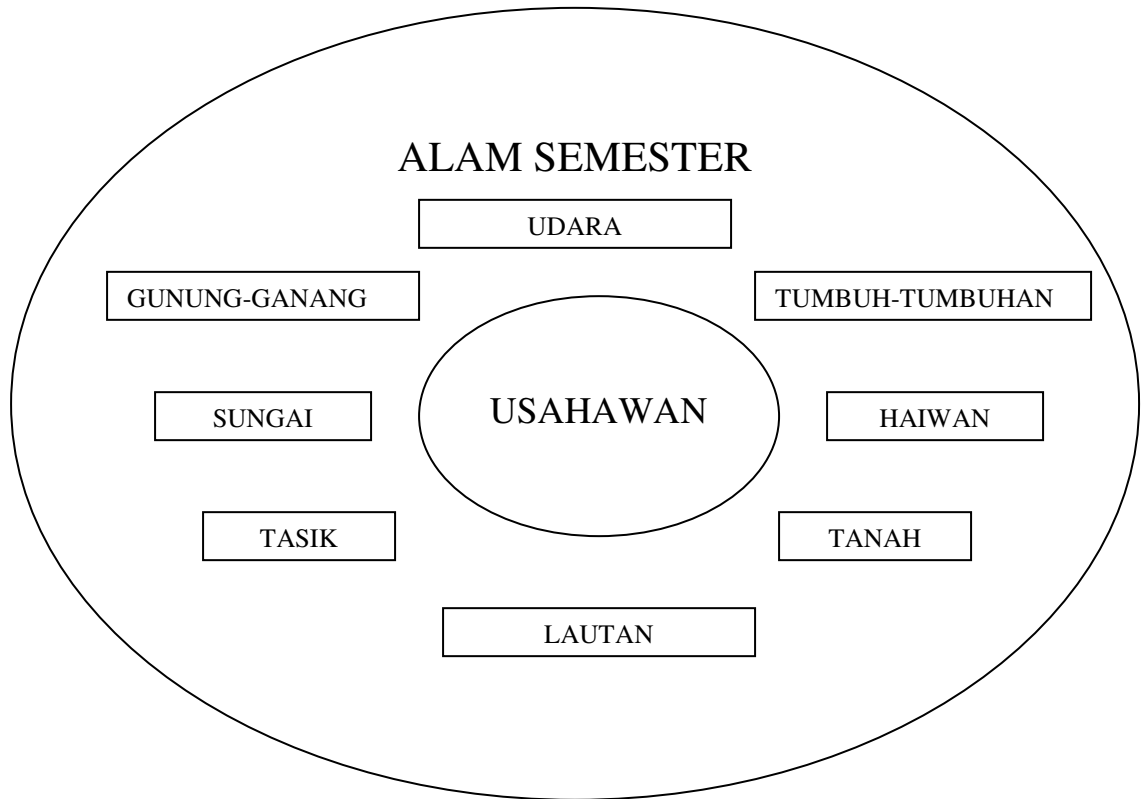 ALAM SEMESTER
UDARA
GUNUNG-GANANG
TUMBUH-TUMBUHAN
USAHAWAN
SUNGAI
HAIWAN
TASIK
TANAH
LAUTAN